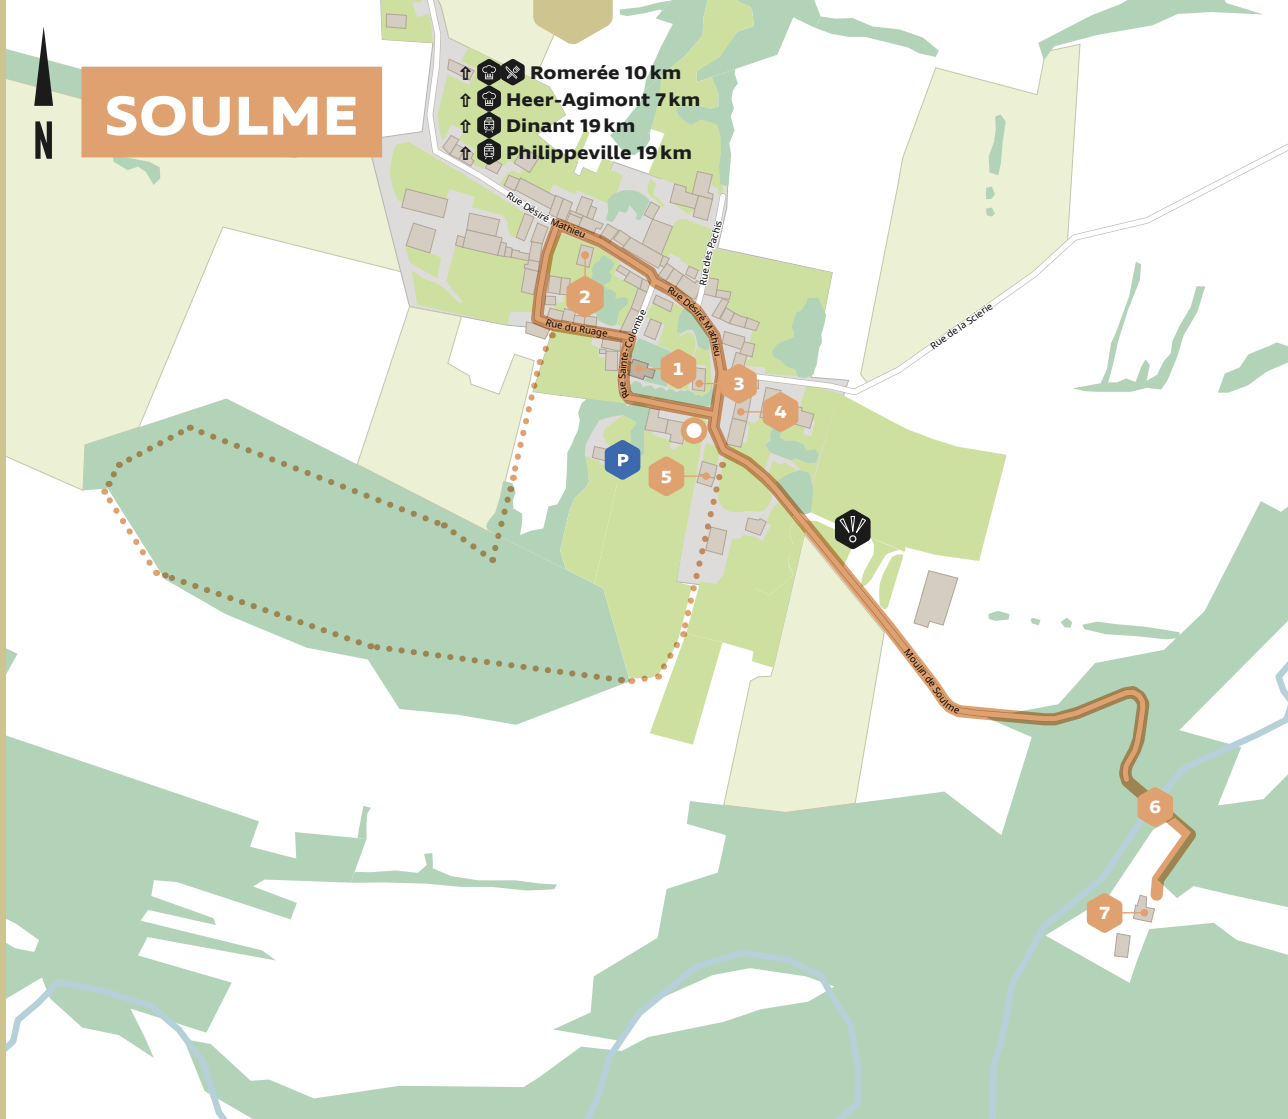 SOULME
N
Romerée 10 km
Heer-Agimont 7 km
Dinant 19 km
Philippeville 19 km
Rue Désiré Mathieu
Rue des Pachis
Rue de la Scierie
2
Rue Désiré Mathieu
Rue du Ruage
Rue Sainte-Colombe
1
3
4
P
5
Moulin de Soulme
6
7